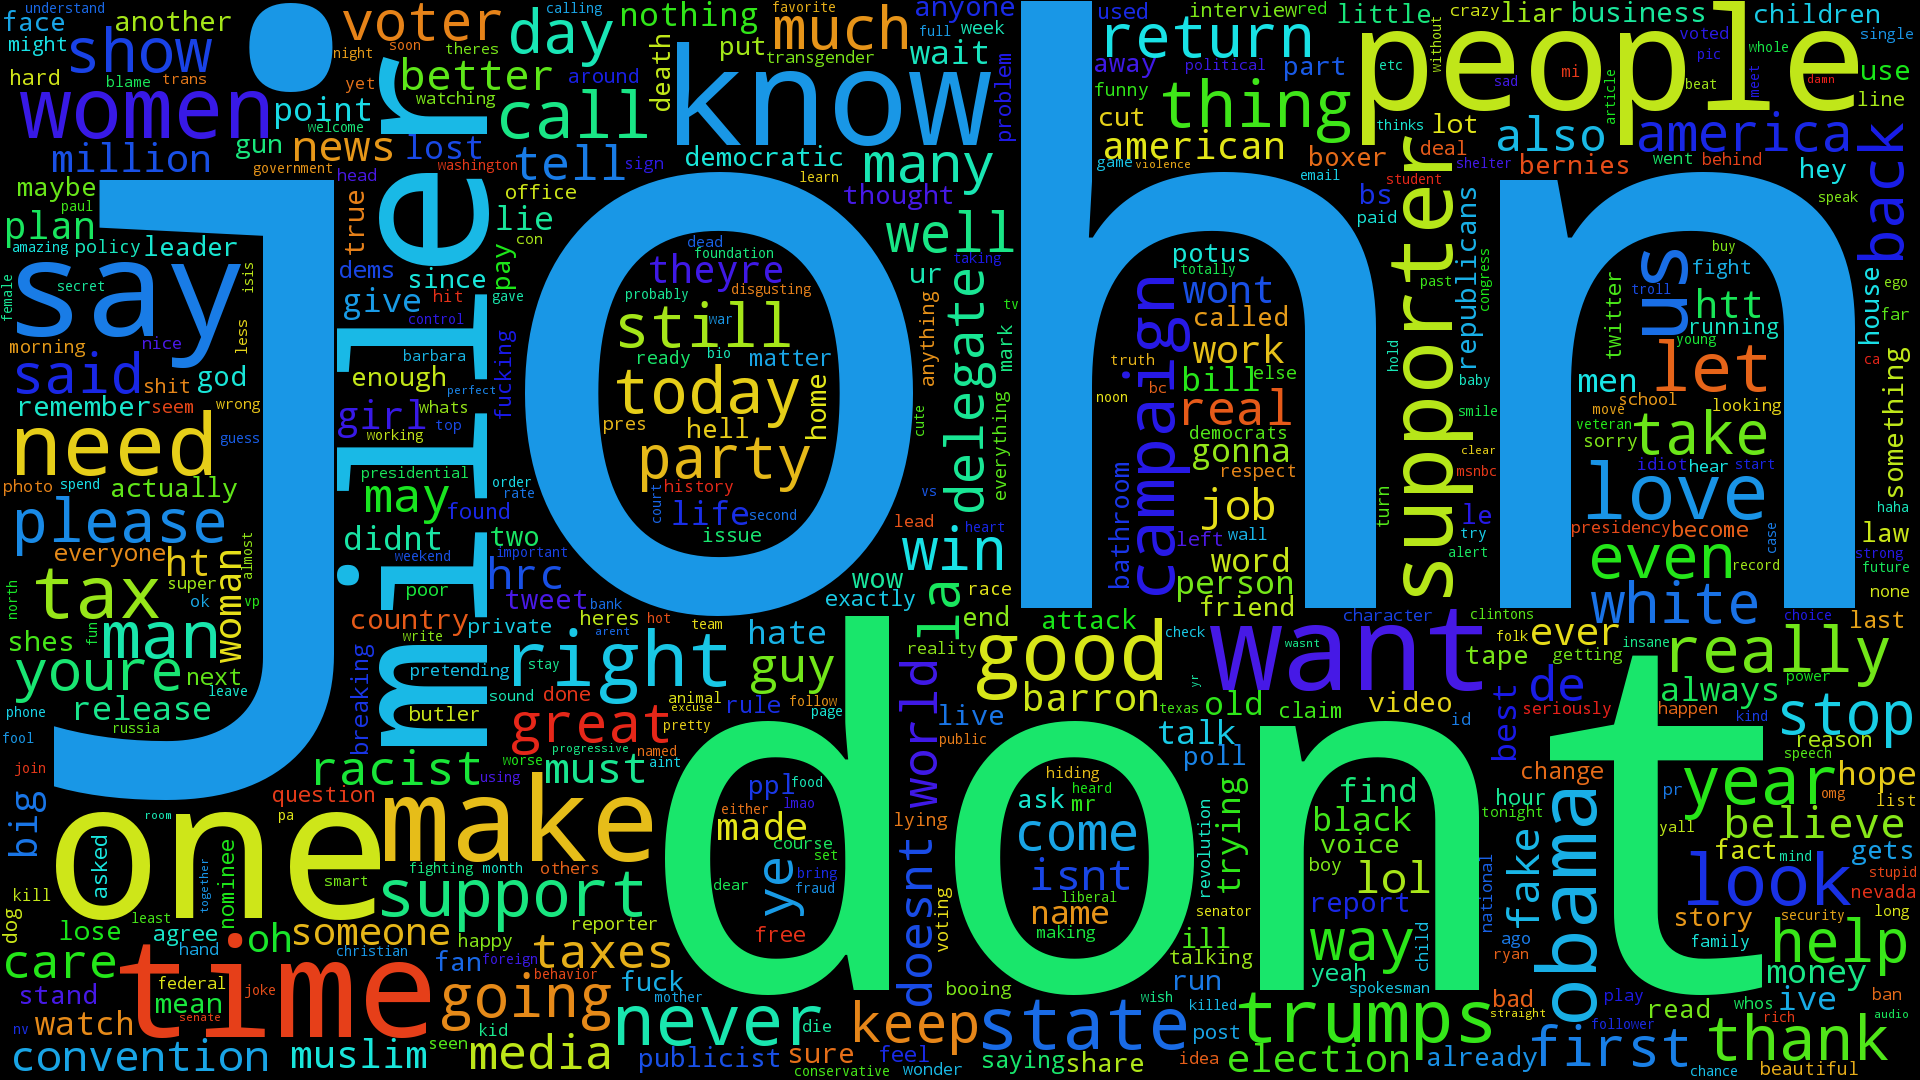 face another understand voter calling day nothing much favorite anyone full week used interview red little crazy liar business children
might show night soon theres death put transgender wait return away political part etc without voted pic whole single
hard blame trans yet better around call know problem funny thing people sad mi article beat meet damn use line
women point watching welcome cut american thinks lot also america back
million gun news lost tell sign democratic many game violence boxer email deal student shelter bernies went behind hey
government head washington office learn thought bs paid speak
maybe paul plan true lie con well potus supporter republicans
amazing policy leader dems since pay dead foundation ur taking totally past congress us buy fight house ego
say secret isis female give hit gave theyre probably disgusting delegate tv campaign wont twitter htt troll far
john miller control still war anything called running young
morning nice less barbara ready bio matter mark truth work hold men let ca
said shit god enough perfect fucking today home bc bill else baby school looking
remember seem wrong girl whats top pres hell cute noon real smile move veteran something
need guess working party everything democrats gonna respect clear sorry take
photo spend actually presidential order rate history vs bathroom msnbc idiot hear start love
please may found court life second lead heart job turn le presidency become haha
everyone didnt two issue win left wall try case law
tax ht woman almost weekend important word alert even strong
north super ok vp poor hrc wow la person record future
shes man country tweet bank exactly race friend white none
fun private heres hot team hate end attack character clintons choice last
youre next write arent right guy reality good check want wasnt folk ever insane really
release leave breaking pretending stay world tape getting
phone russia butler sound done animal rule follow barron yr old claim video de always power
fool great excuse pretty page live texas id best seriously happen kind stop
join racist progressive named public talk poll reason speech
big question worse using must aint dont ppl food hiding heard trying find change year hope
one room pa make either lmao ask mr revolution black hour tonight obama pr omg list
asked made course lying come voice fake yall believe
together smart fighting month others set ye bring isnt boy lol fact mind gets
kill nominee support dear fraud liberal national look stupid nevada
dog least reporter free voting name senator report story security long
lose agree hand oh someone happy doesnt making ill way ago family
care christian fan foreign taxes talking child ryan help
stand federal mean joke time behavior fuck mother booing run yeah spokesman bad money
nv watch senate going never wish killed straight play read whos ive ban
kid die keep state post trumps follower rich audio
convention muslim seen media publicist sure conservative feel wonder saying share idea election already first chance thank beautiful